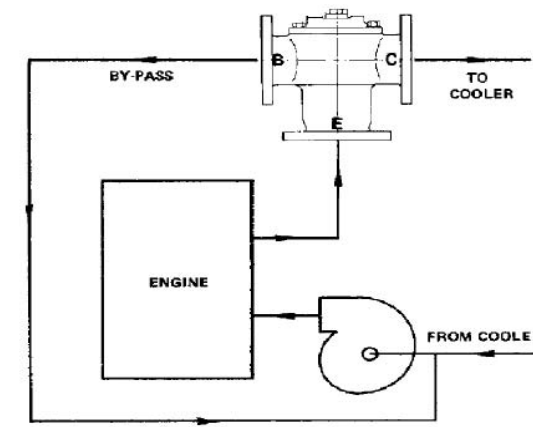 B
C
BY-PASS
TO
COOLER
E
ENGINE
FROM COOLE